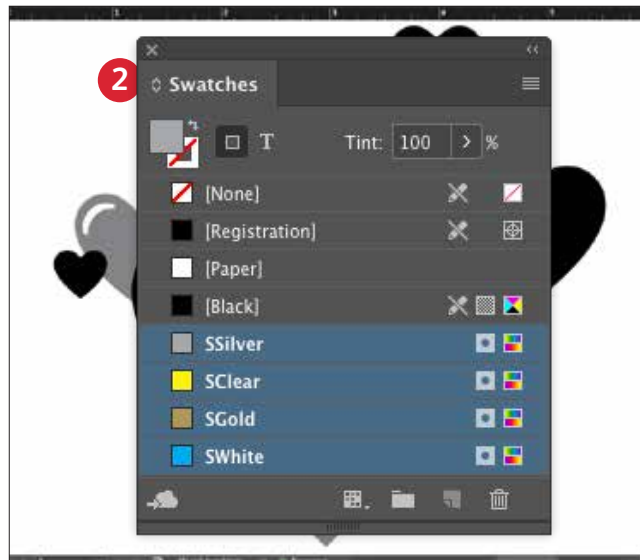 2
Swatches
T Tint: 100 %
[None]
[Registration]
[Paper]
[Black]
SSilver
SClear
SGold
SWhite